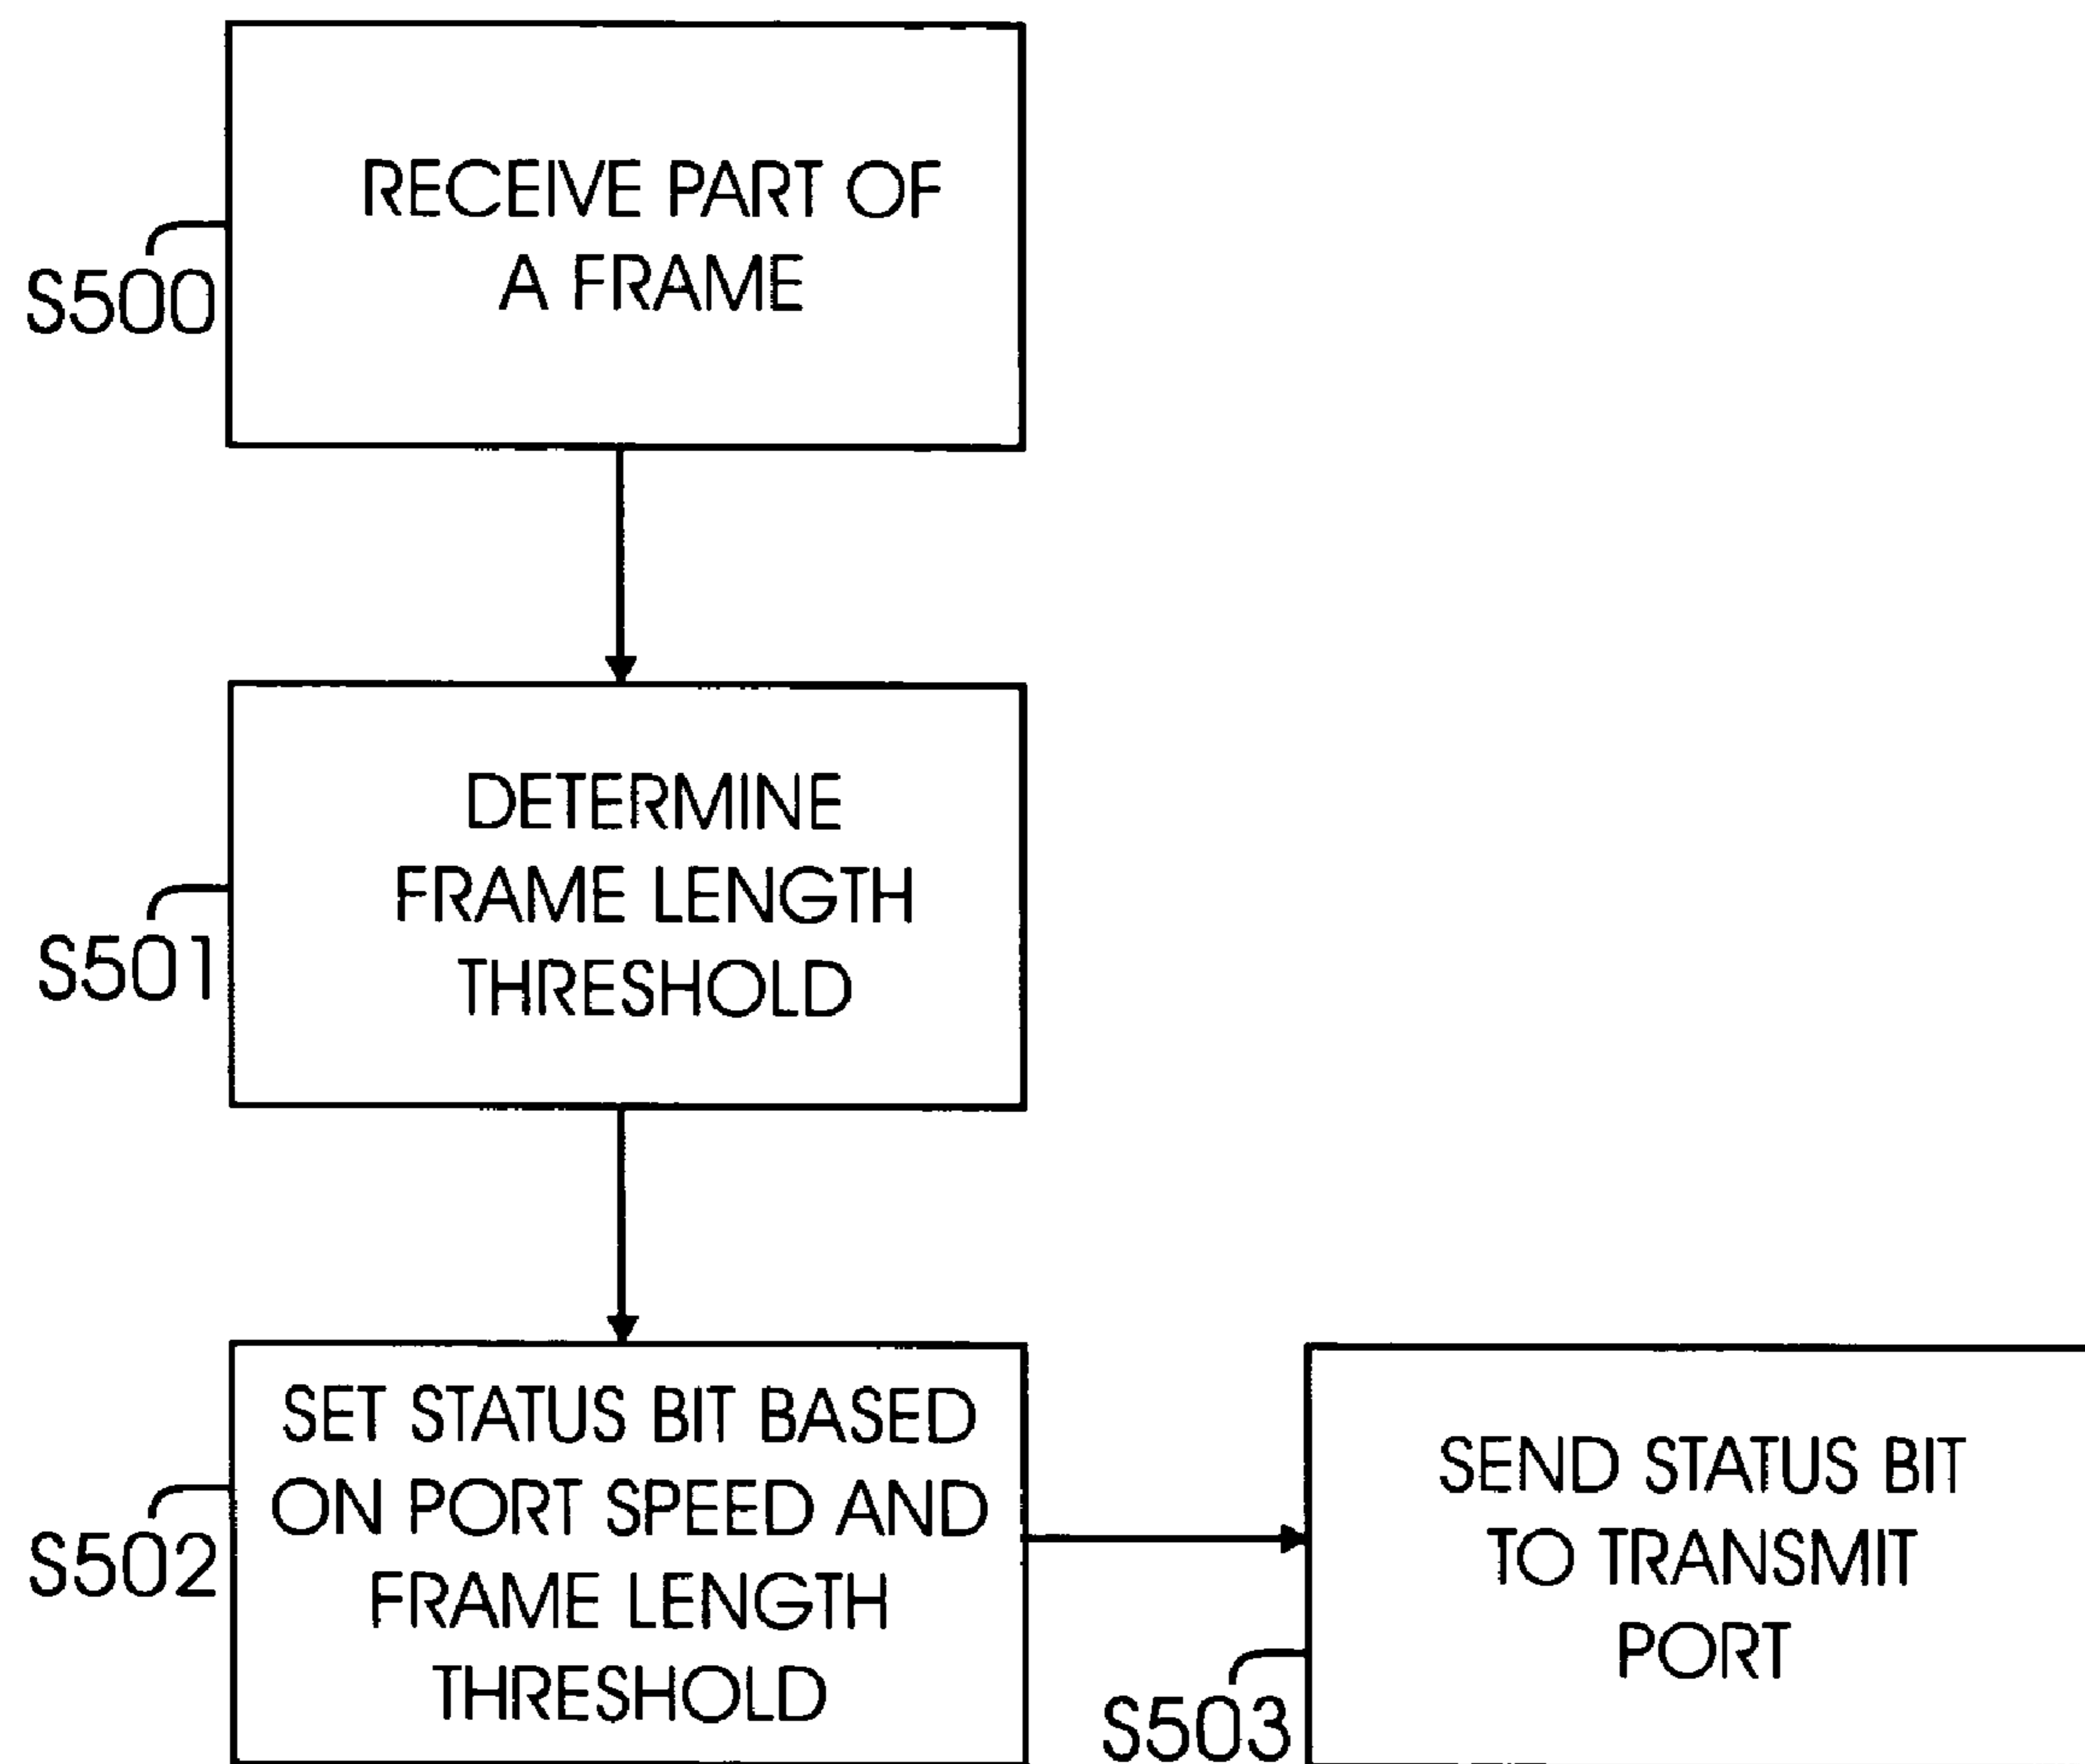 RECEIVE PART OF
A FRAME
S500
DETERMINE
FRAME LENGTH
THRESHOLD
S501
SET STATUS BIT BASED
ON PORT SPEED AND
FRAME LENGTH
THRESHOLD
S502
SEND STATUS BIT
TO TRANSMIT
PORT
S503